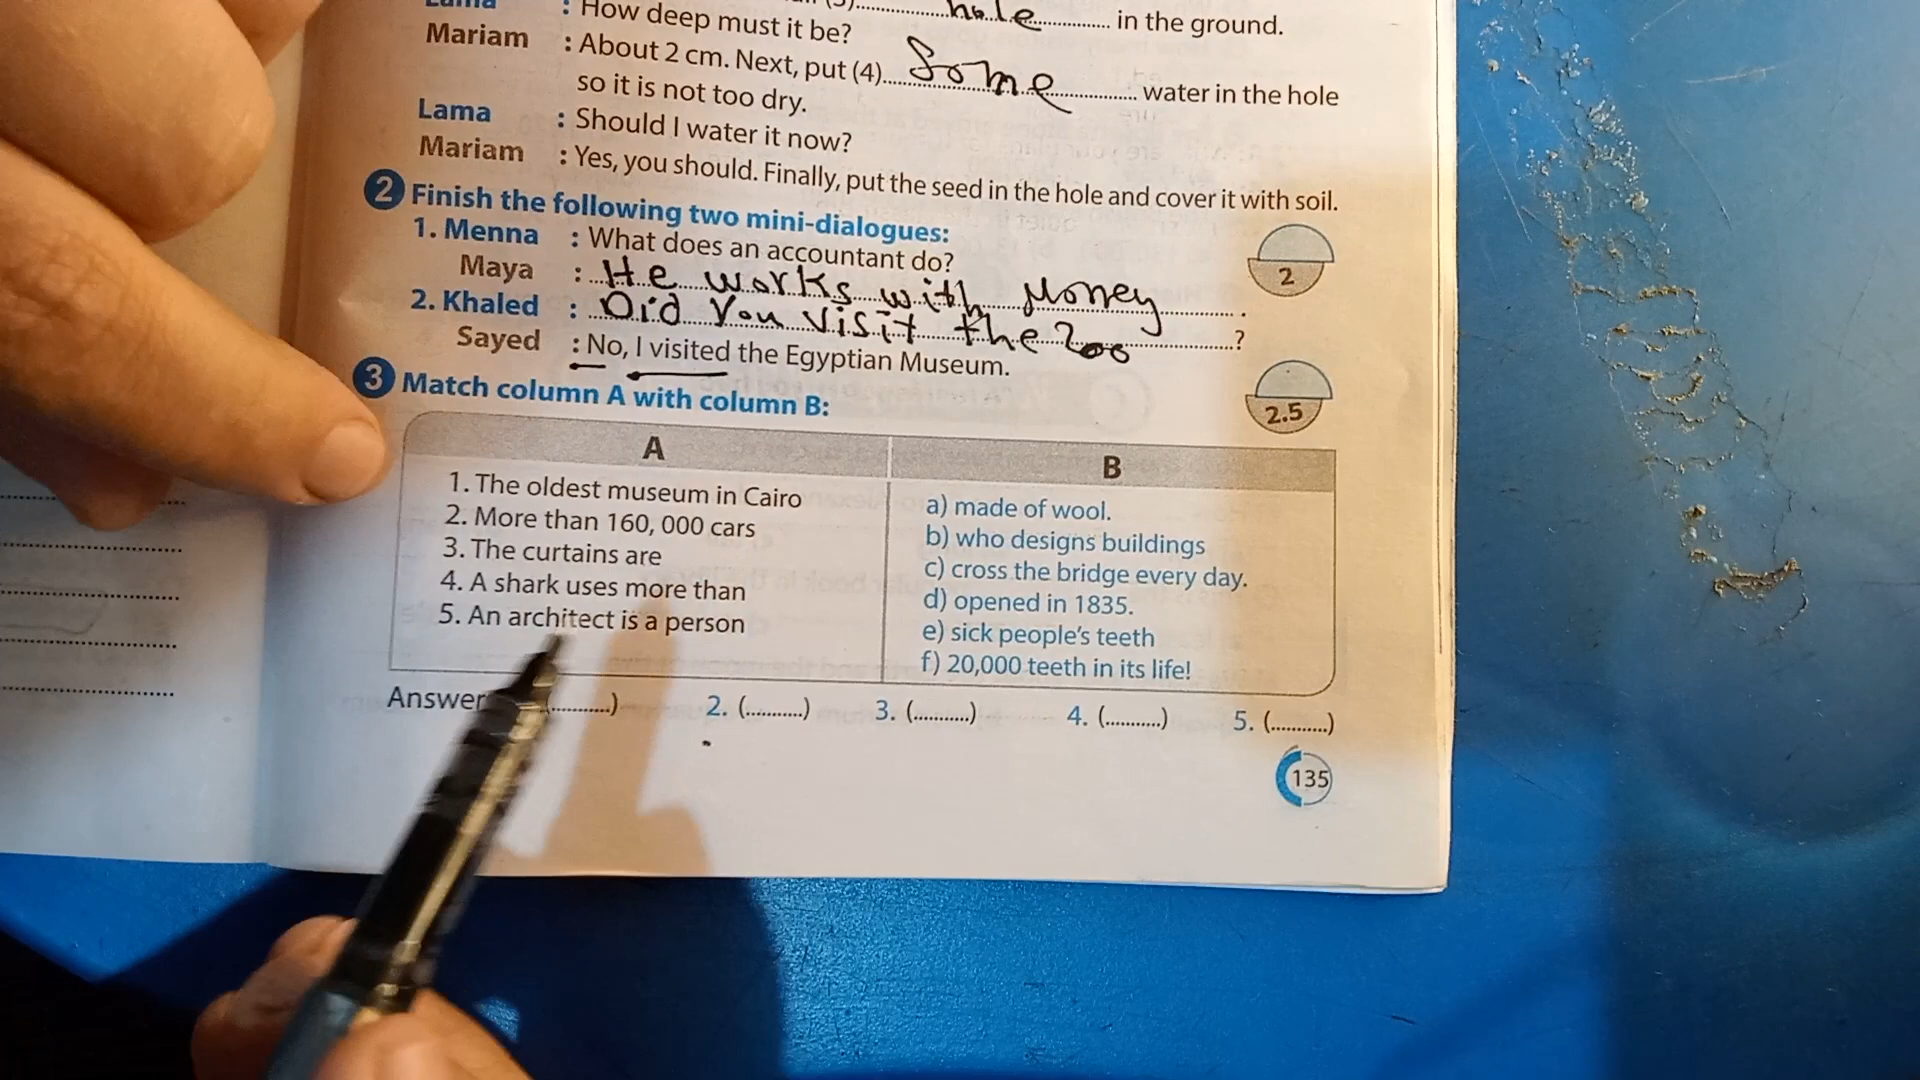 hole in the ground.
: How deep must it be?
Mariam : About 2 cm. Next, put (4) Some water in the hole
so it is not too dry.
Lama : Should I water it now?
Mariam : Yes, you should. Finally, put the seed in the hole and cover it with soil.
2 Finish the following two mini-dialogues:
2
1. Menna : What does an accountant do?
Maya : He works with Money .
2. Khaled : Did You visit the Zoo ?
Sayed : No, I visited the Egyptian Museum.
3 Match column A with column B:
2.5
A
1. The oldest museum in Cairo
2. More than 160, 000 cars
3. The curtains are
4. A shark uses more than
5. An architect is a person
B
a) made of wool.
b) who designs buildings
c) cross the bridge every day.
d) opened in 1835.
e) sick people's teeth
f) 20,000 teeth in its life!
Answer (..........) 2. (..........) 3. (..........) 4. (..........) 5. (..........)
135